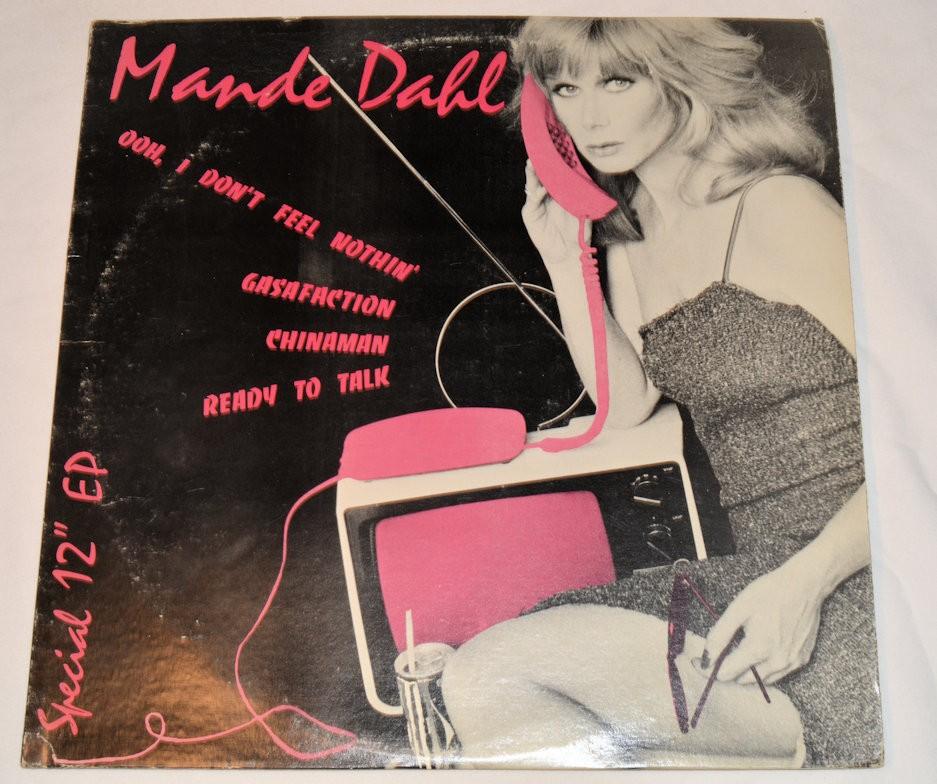 Mande Dahl
OOH, I DON'T FEEL NOTHIN'
GASAFACTION
CHINAMAN
READY TO TALK
Special 12" EP